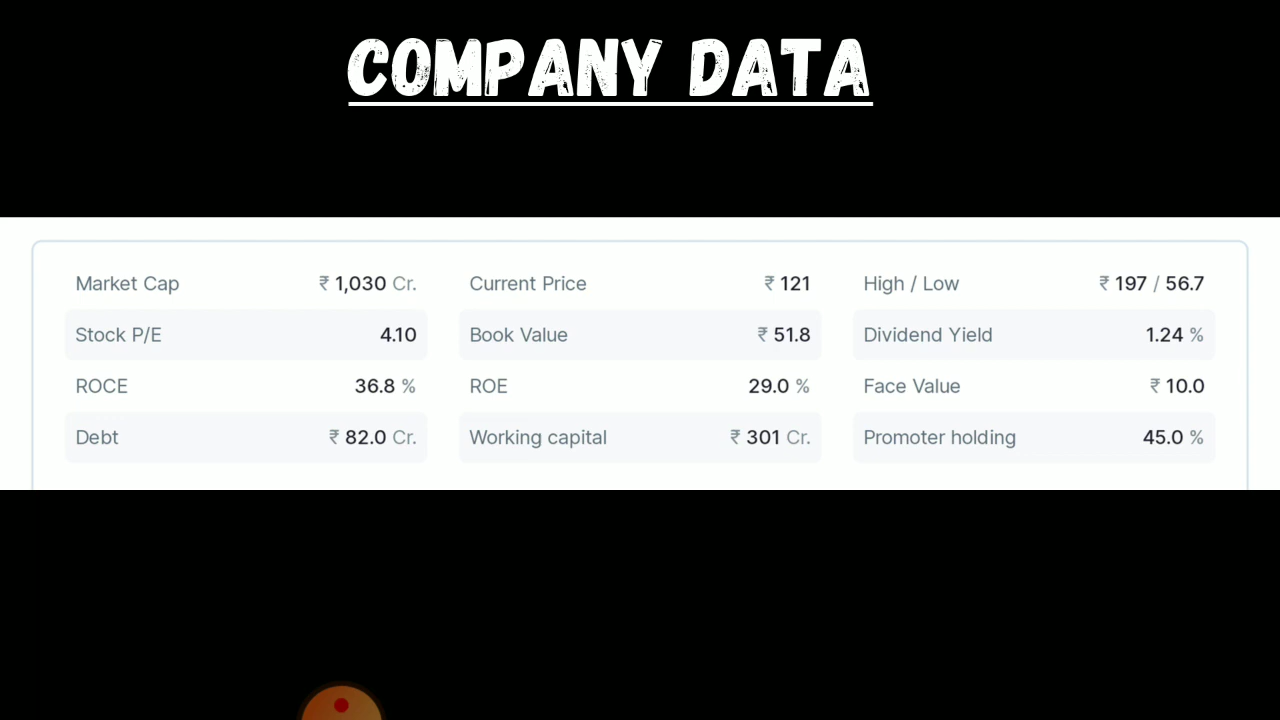 COMPANY DATA
Market Cap ₹ 1,030 Cr. Current Price ₹ 121 High / Low ₹ 197 / 56.7
Stock P/E 4.10 Book Value ₹ 51.8 Dividend Yield 1.24 %
ROCE 36.8 % ROE 29.0 % Face Value ₹ 10.0
Debt ₹ 82.0 Cr. Working capital ₹ 301 Cr. Promoter holding 45.0 %